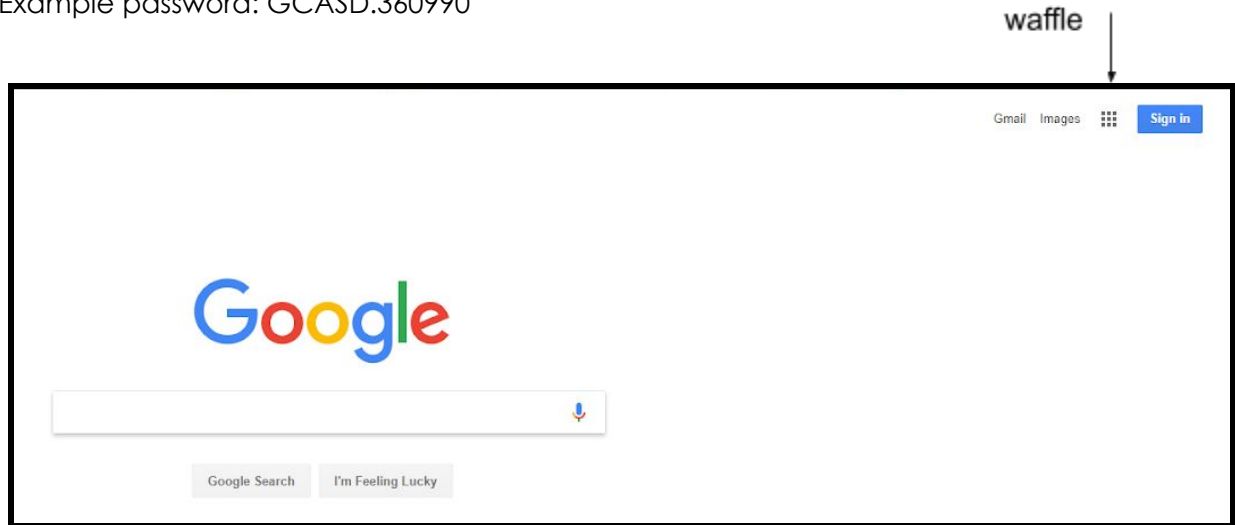 Example password: GCASD.360990
waffle
Gmail Images Sign in
Google
Google Search I'm Feeling Lucky